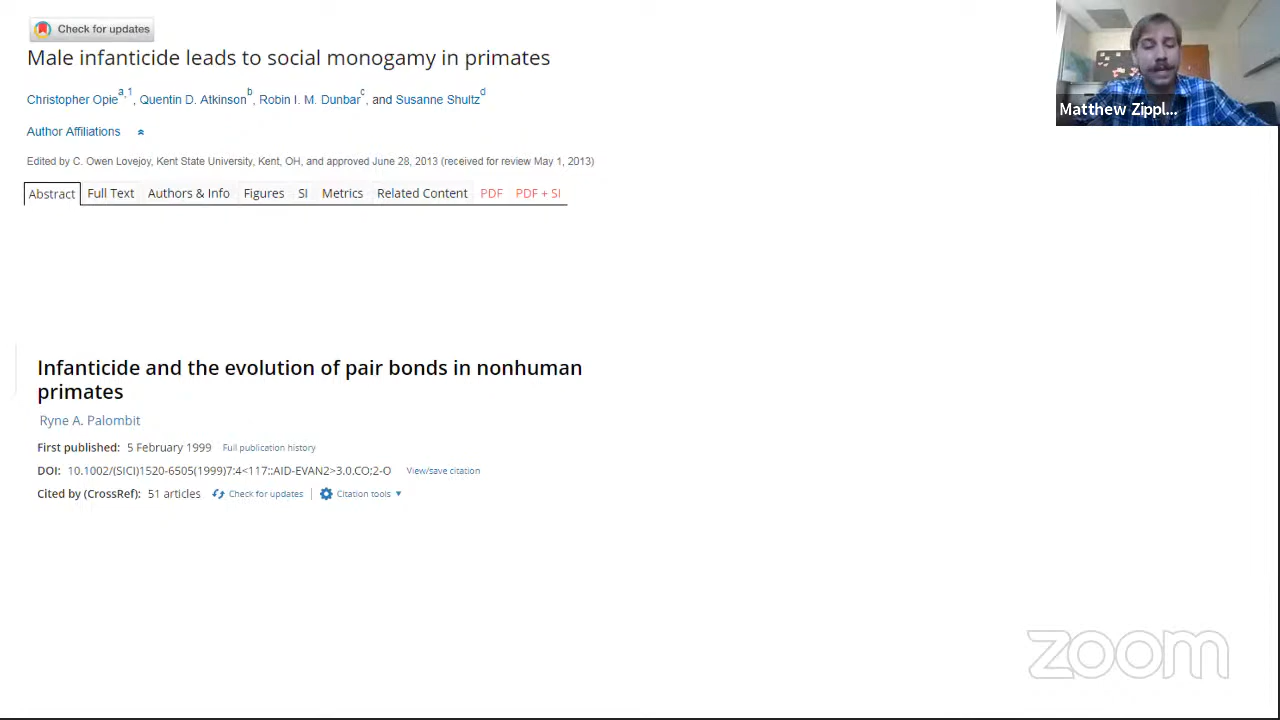 Check for updates
Male infanticide leads to social monogamy in primates
Christopher Opie a,1, Quentin D. Atkinson b, Robin I. M. Dunbar c, and Susanne Shultz d
Author Affiliations
Edited by C. Owen Lovejoy, Kent State University, Kent, OH, and approved June 28, 2013 (received for review May 1, 2013)
Abstract Full Text Authors & Info Figures SI Metrics Related Content PDF PDF + SI
Matthew Zippl...
Infanticide and the evolution of pair bonds in nonhuman
primates
Ryne A. Palombit
First published: 5 February 1999 Full publication history
DOI: 10.1002/(SICI)1520-6505(1999)7:4<117::AID-EVAN2>3.0.CO;2-O View/save citation
Cited by (CrossRef): 51 articles Check for updates | Citation tools ▼
zoom